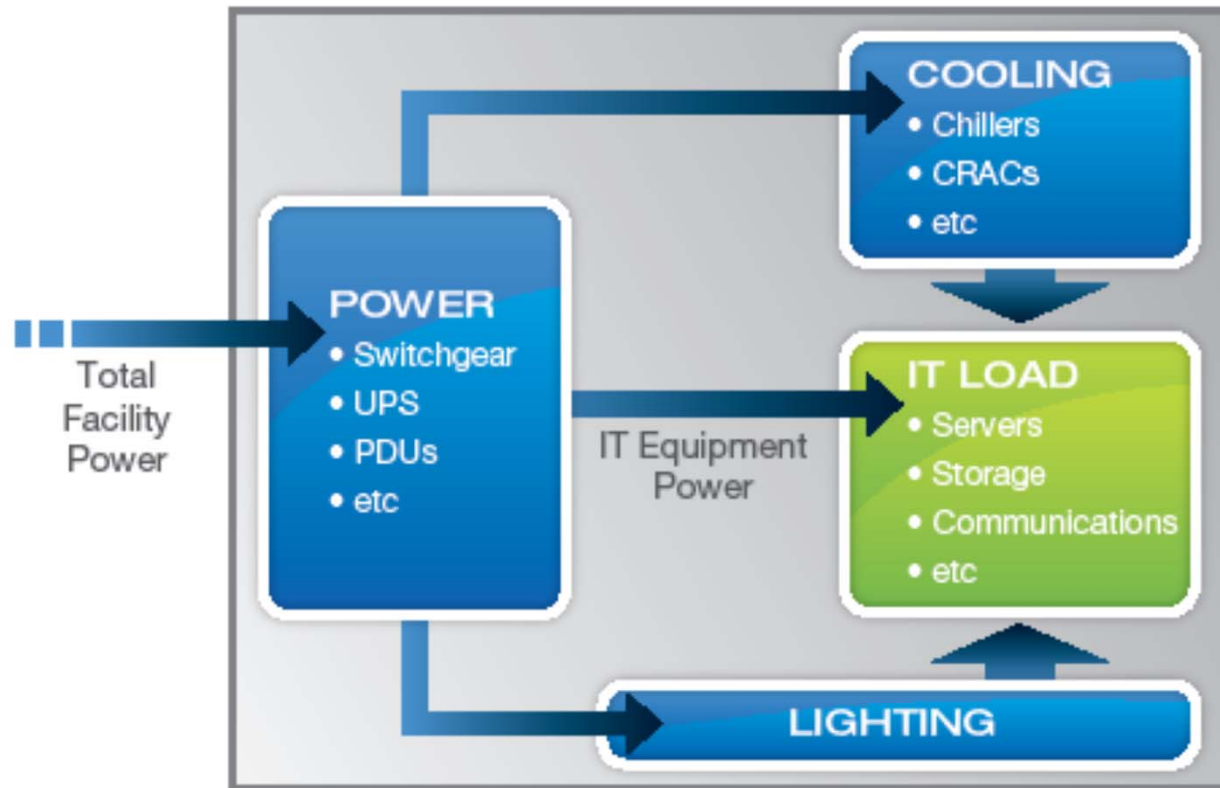 COOLING
• Chillers
• CRACs
• etc
POWER
• Switchgear
• UPS
• PDUs
• etc
Total
Facility
Power
IT Equipment
Power
IT LOAD
• Servers
• Storage
• Communications
• etc
LIGHTING